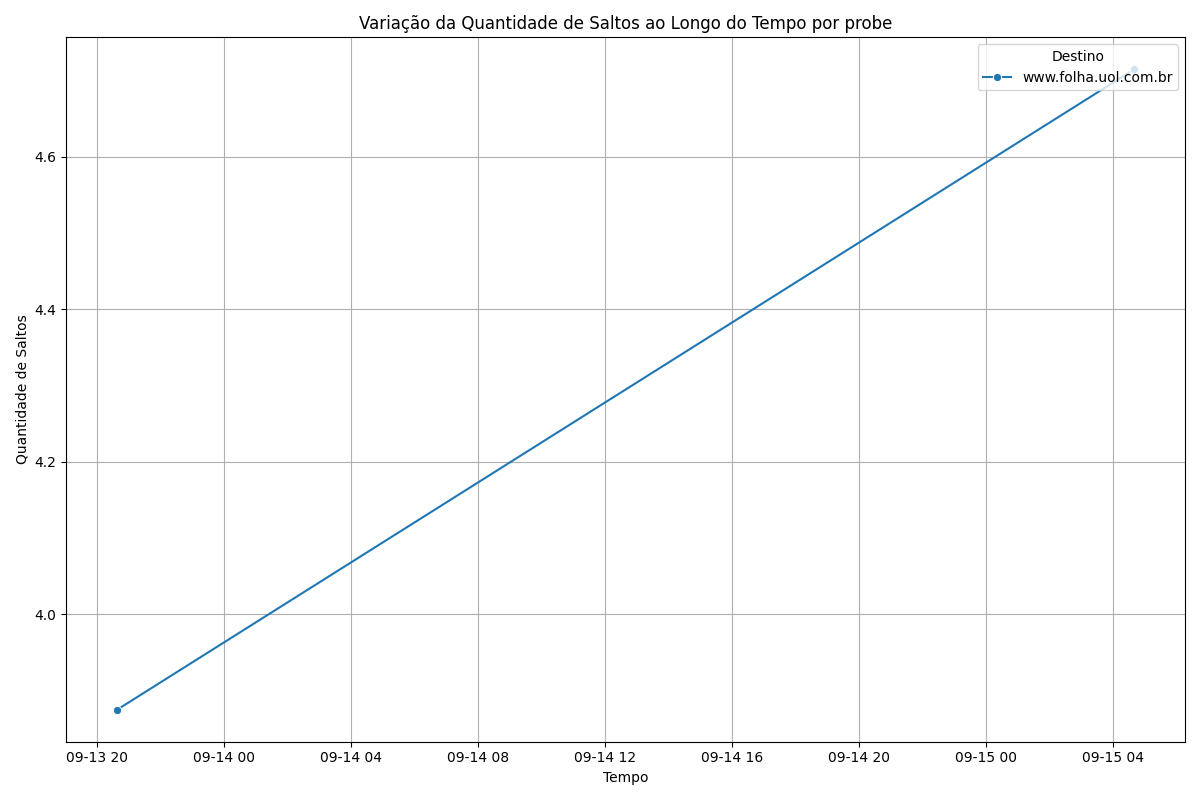 Variação da Quantidade de Saltos ao Longo do Tempo por probe
Destino
www.folha.uol.com.br
Quantidade de Saltos
4.6
4.4
4.2
4.0
09-13 20 09-14 00 09-14 04 09-14 08 09-14 12 09-14 16 09-14 20 09-15 00 09-15 04
Tempo